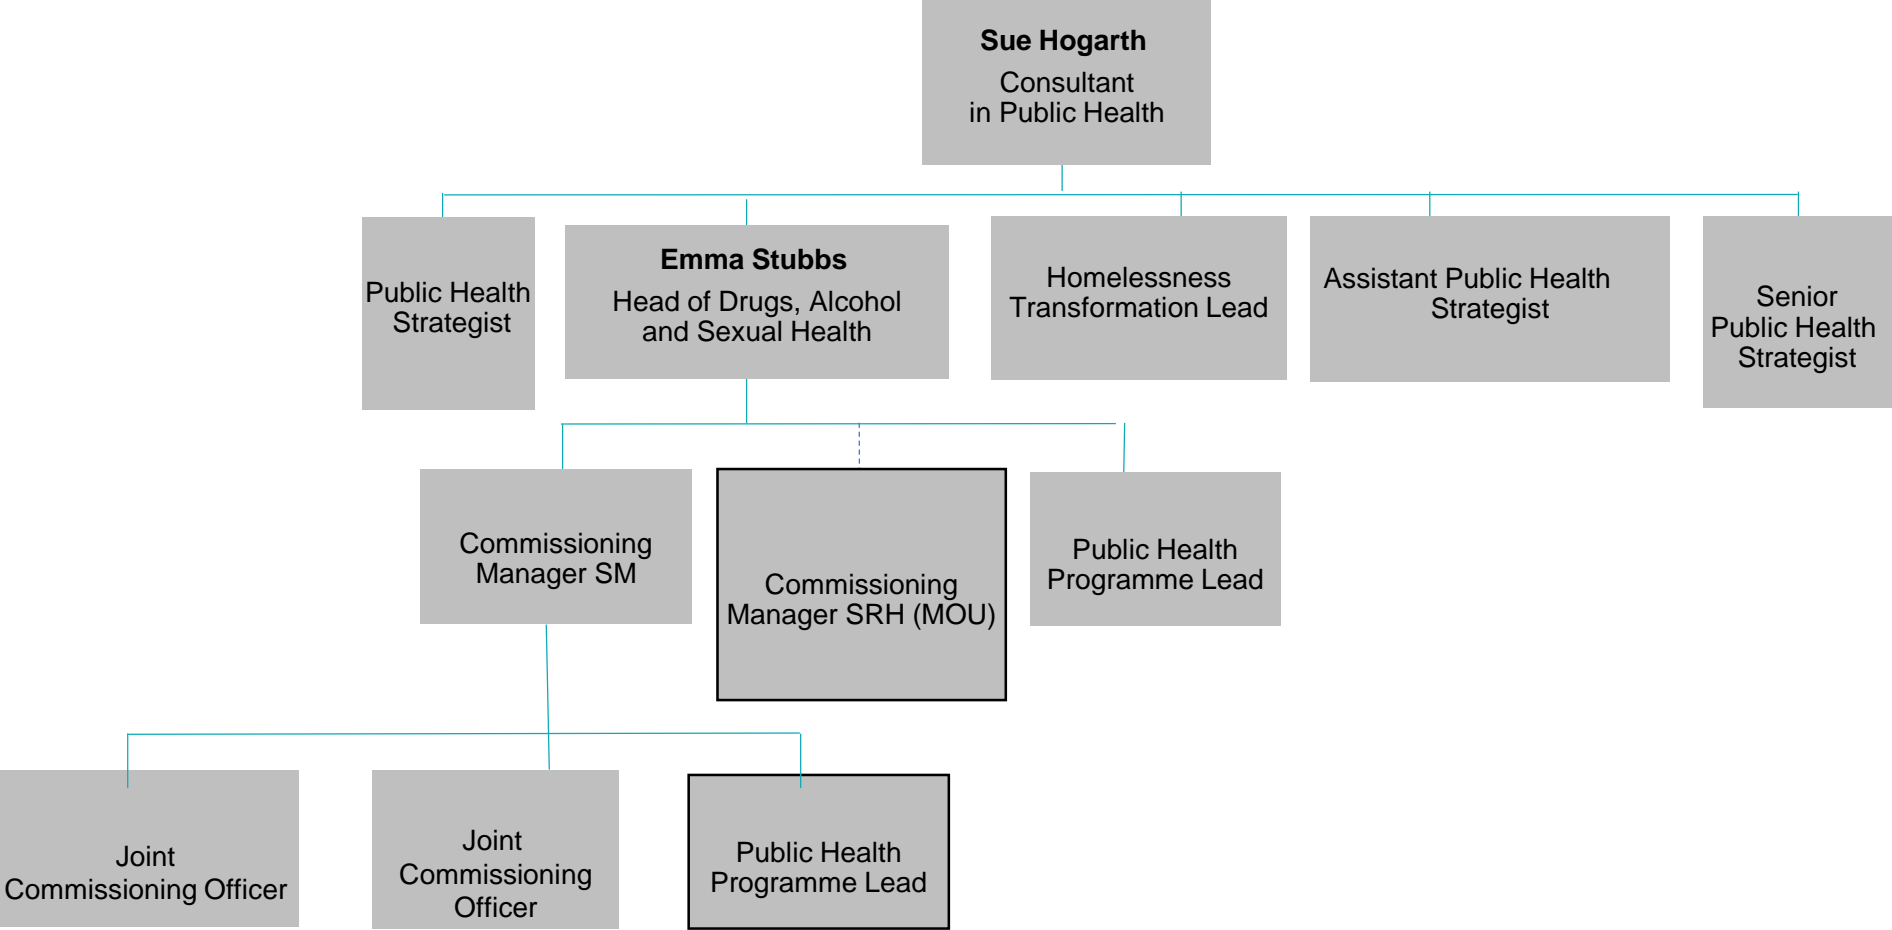 Sue Hogarth
Consultant
in Public Health
Public Health
Strategist
Emma Stubbs
Head of Drugs, Alcohol
and Sexual Health
Homelessness
Transformation Lead
Assistant Public Health
Strategist
Senior
Public Health
Strategist
Commissioning
Manager SM
Commissioning
Manager SRH (MOU)
Public Health
Programme Lead
Joint
Commissioning Officer
Joint
Commissioning
Officer
Public Health
Programme Lead